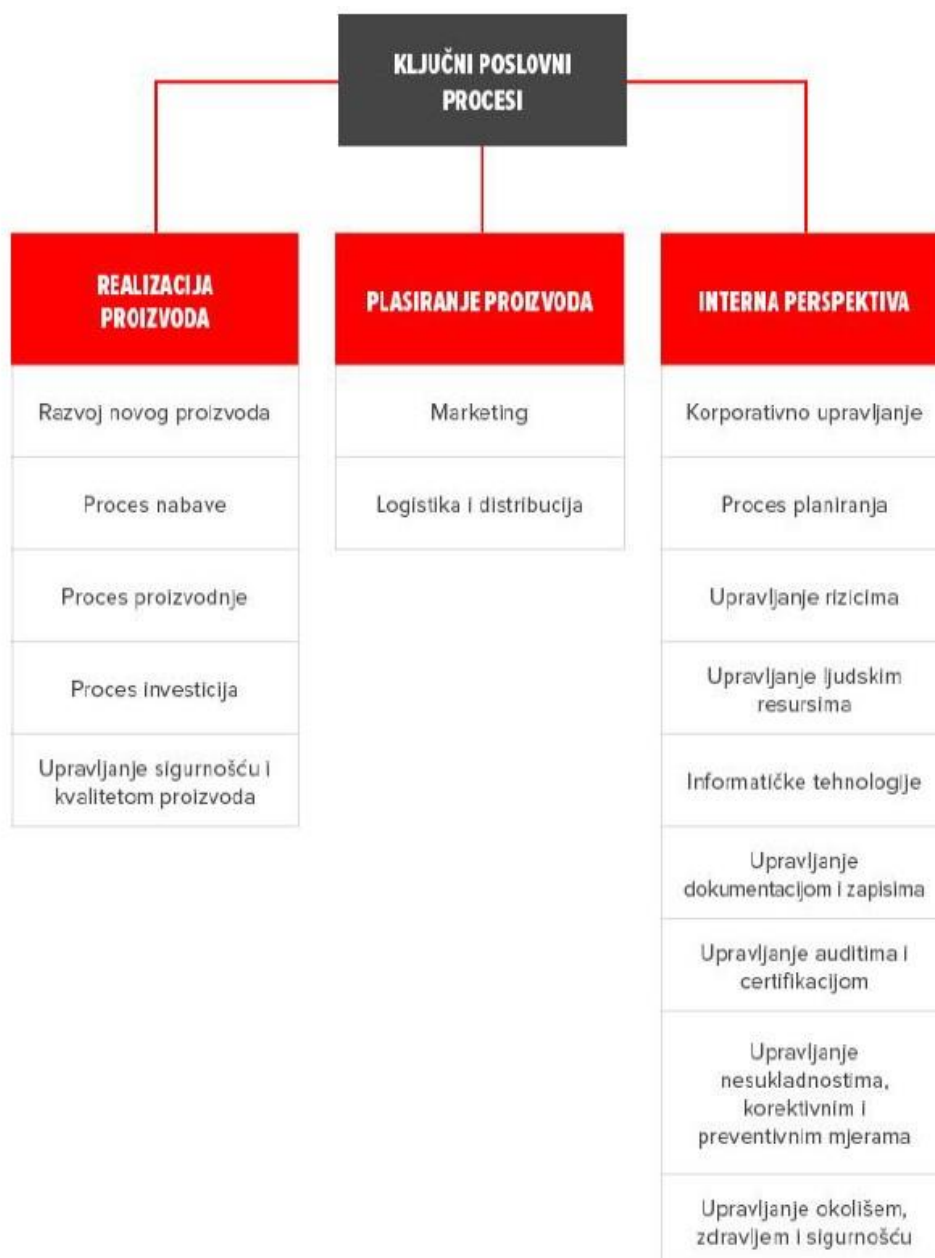 KLJUČNI POSLOVNI
PROCESI
REALIZACIJA
PROIZVODA
Razvoj novog proizvoda
Proces nabave
Proces proizvodnje
Proces investicija
Upravljanje sigurnošću i
kvalitetom proizvoda
PLASIRANJE PROIZVODA
Marketing
Logistika i distribucija
INTERNA PERSPEKTIVA
Korporativno upravljanje
Proces planiranja
Upravljanje rizicima
Upravljanje ljudskim
resursima
Informatičke tehnologije
Upravljanje
dokumentacijom i zapisima
Upravljanje auditima i
certifikacijom
Upravljanje
nesukladnostima,
korektivnim i
preventivnim mjerama
Upravljanje okolišem,
zdravljem i sigurnošću